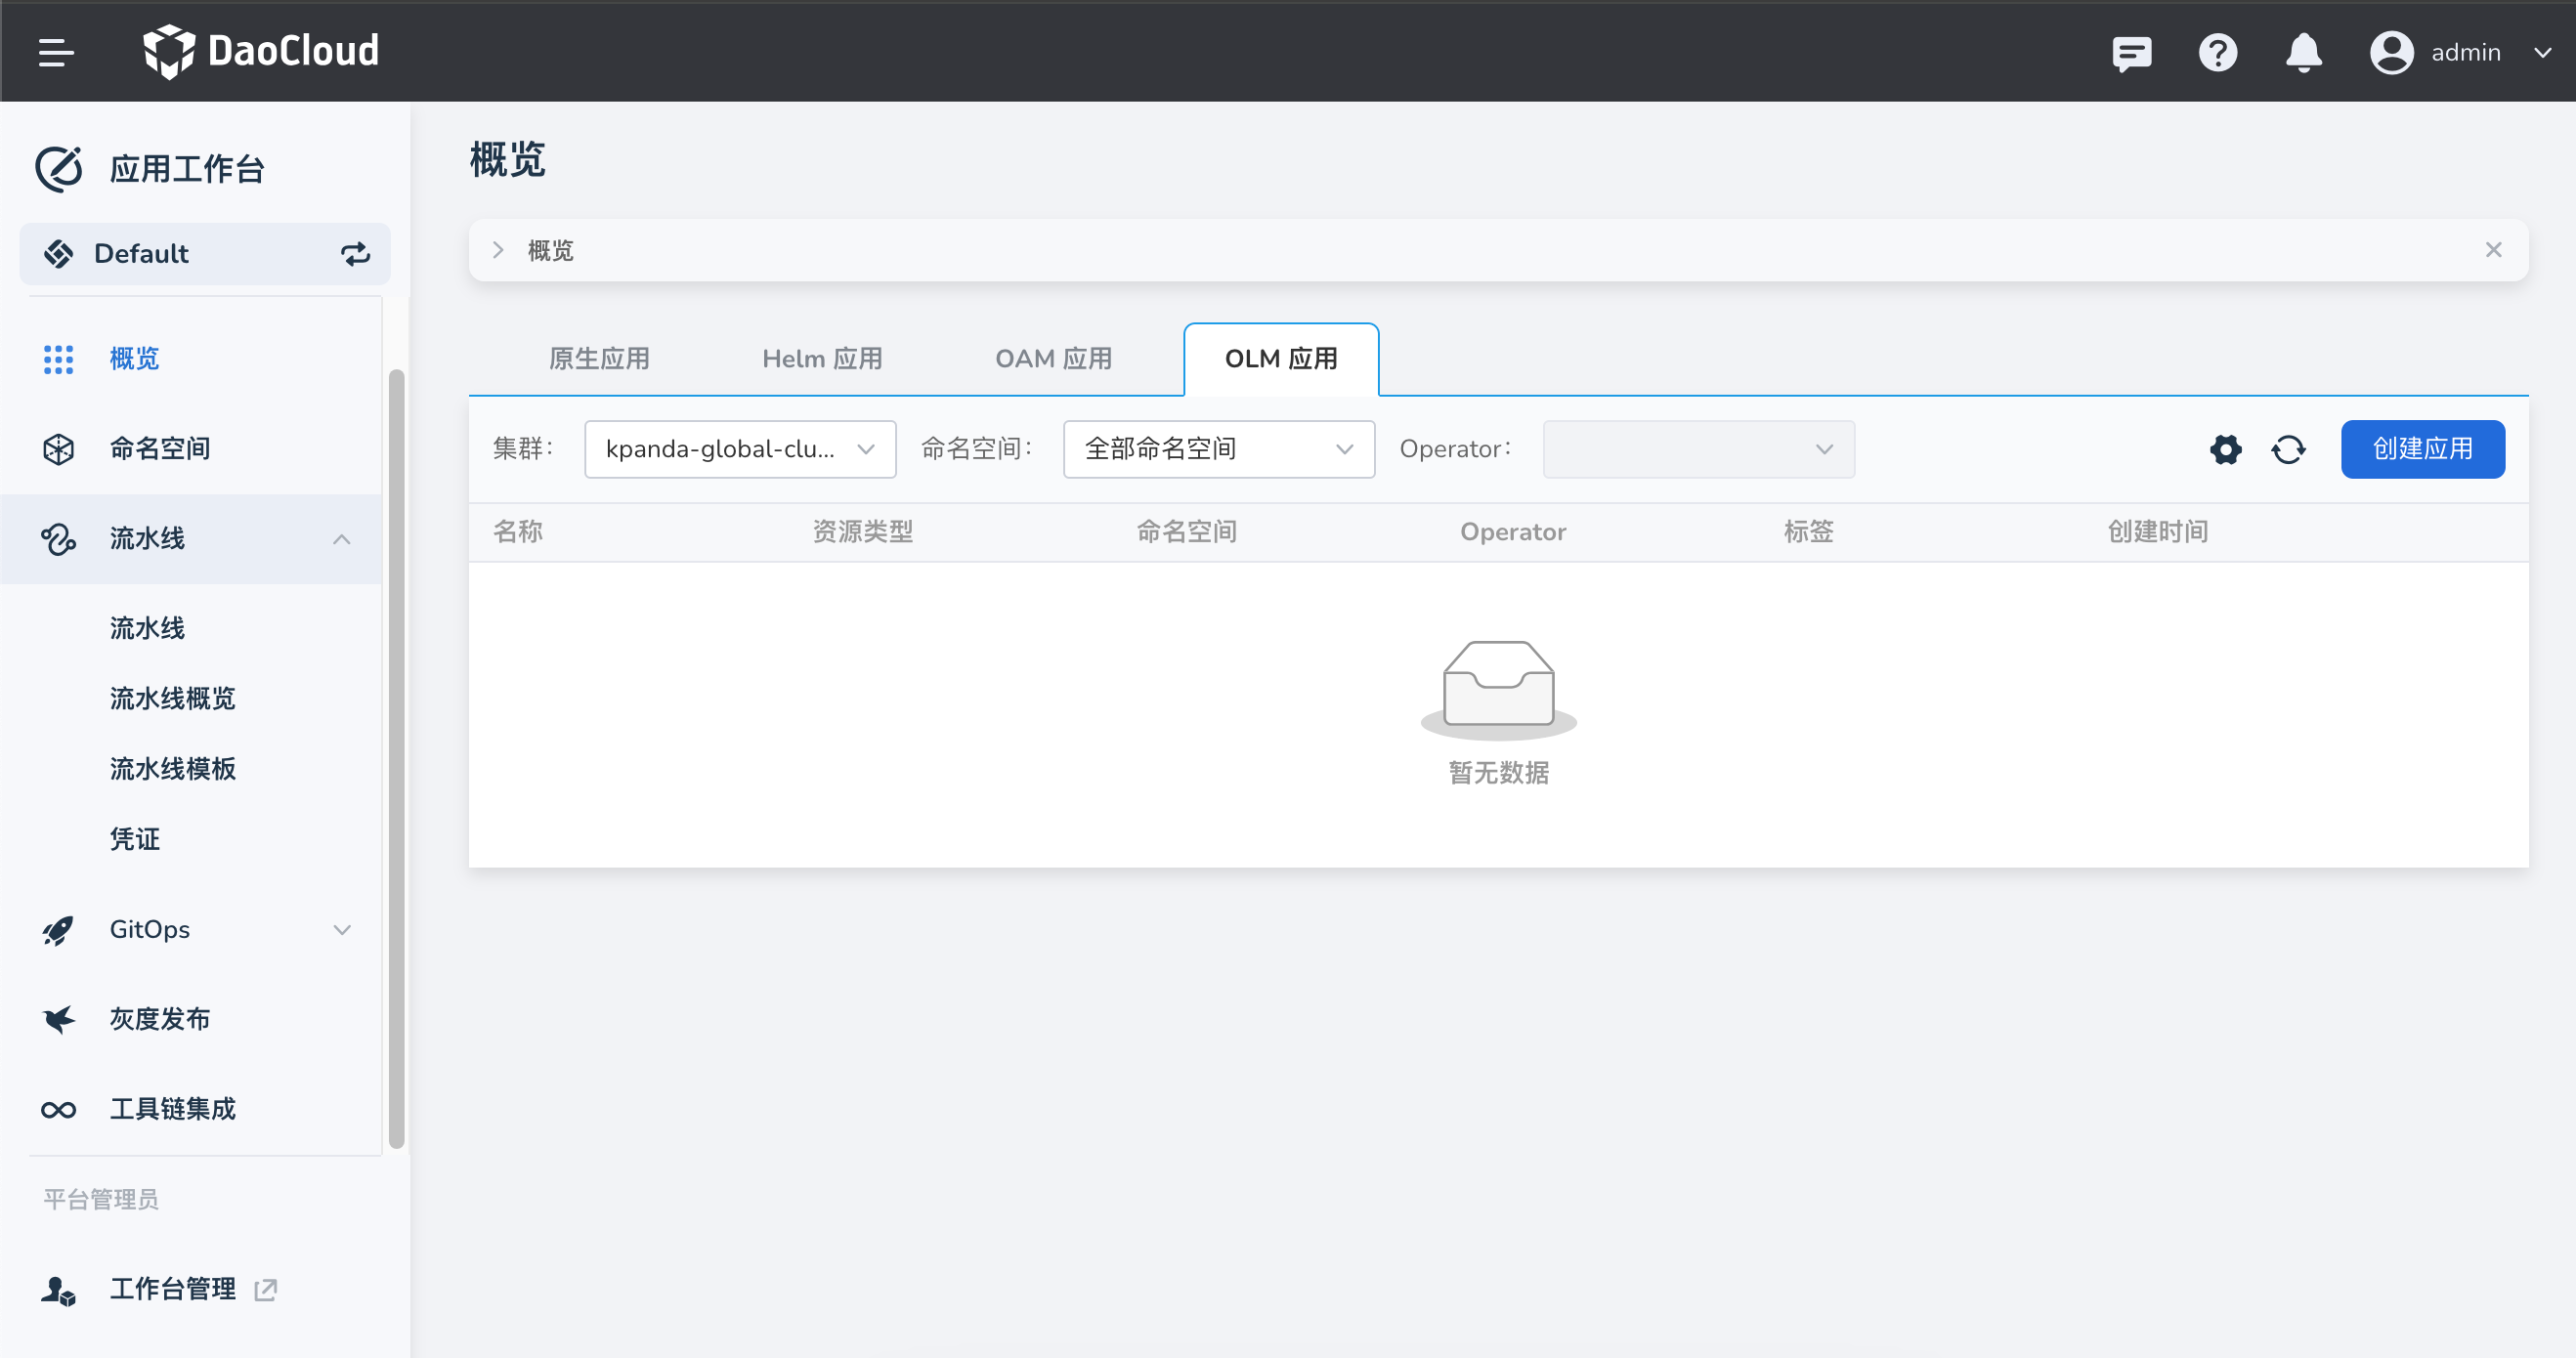 DaoCloud
admin
应用工作台
Default
概览
命名空间
流水线
流水线
流水线概览
流水线模板
凭证
GitOps
灰度发布
工具链集成
平台管理员
工作台管理
概览
概览
原生应用 Helm 应用 OAM 应用 OLM 应用
集群: kpanda-global-clu... 命名空间: 全部命名空间 Operator: 创建应用
名称 资源类型 命名空间 Operator 标签 创建时间
暂无数据